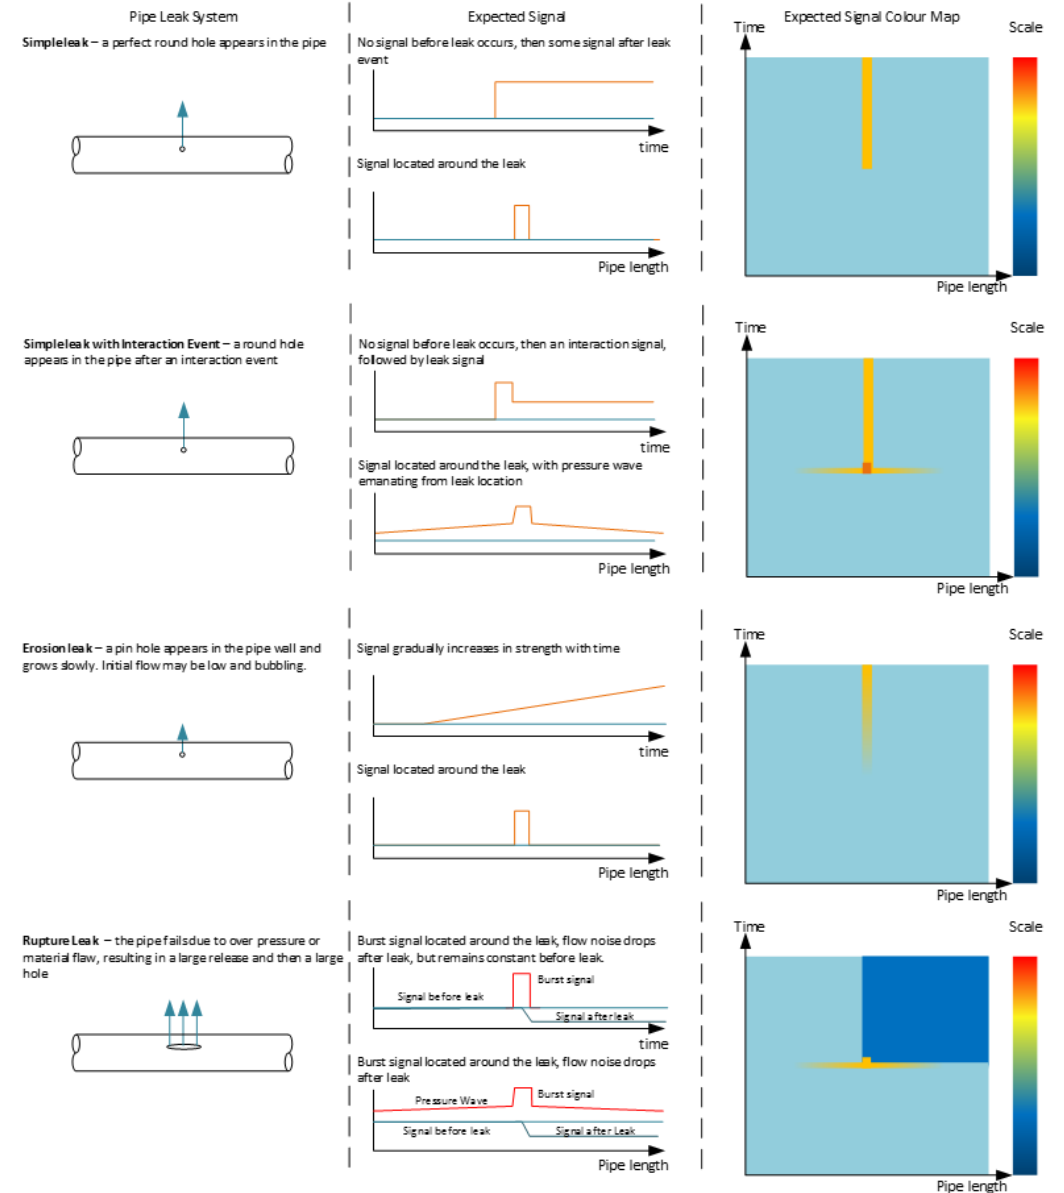 Pipe Leak System
Expected Signal
Expected Signal Colour Map
Simple leak – a perfect round hole appears in the pipe
No signal before leak occurs, then some signal after leak
event
time
Signal located around the leak
Pipe length
Time
Scale
Pipe length
Simple leak with Interaction Event – a round hole
appears in the pipe after an interaction event
No signal before leak occurs, then an interaction signal,
followed by leak signal
time
Signal located around the leak, with pressure wave
emanating from leak location
Pipe length
Time
Scale
Pipe length
Erosion leak – a pin hole appears in the pipe wall and
grows slowly. Initial flow may be low and bubbling.
Signal gradually increases in strength with time
time
Signal located around the leak
Pipe length
Time
Scale
Pipe length
Rupture Leak – the pipe fails due to over pressure or
material flaw, resulting in a large release and then a large
hole
Burst signal located around the leak, flow noise drops
after leak, but remains constant before leak.
Burst signal
Signal before leak
Signal after leak
time
Burst signal located around the leak, flow noise drops
after leak
Pressure Wave
Burst signal
Signal before leak
Signal after Leak
Pipe length
Time
Scale
Pipe length